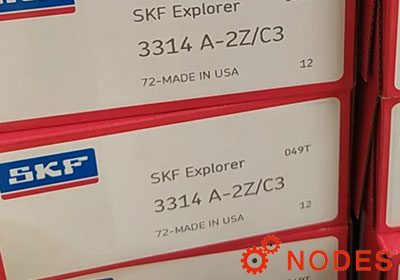 SKF Explorer
3314 A-2Z/C3
72-MADE IN USA
12
SKF
SKF Explorer
049T
3314 A-2Z/C3
72-MADE IN USA
12
NODES